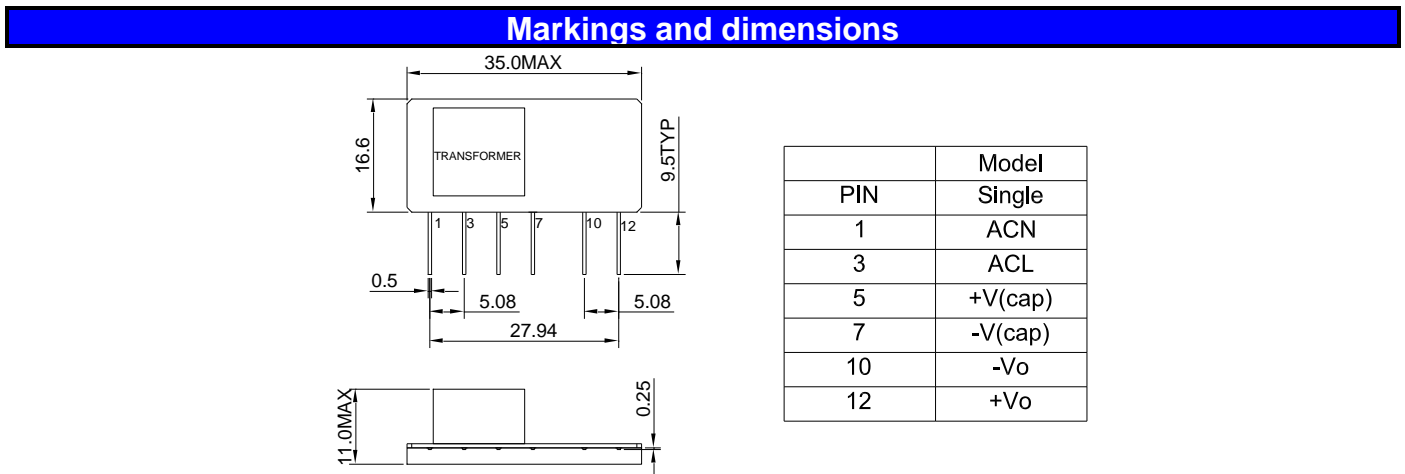 Markings and dimensions
35.0MAX
16.6
TRANSFORMER
9.5TYP
1 3 5 7 10 12
0.5
5.08 5.08
27.94
11.0MAX
0.25
Model
PIN Single
1 ACN
3 ACL
5 +V(cap)
7 -V(cap)
10 -Vo
12 +Vo